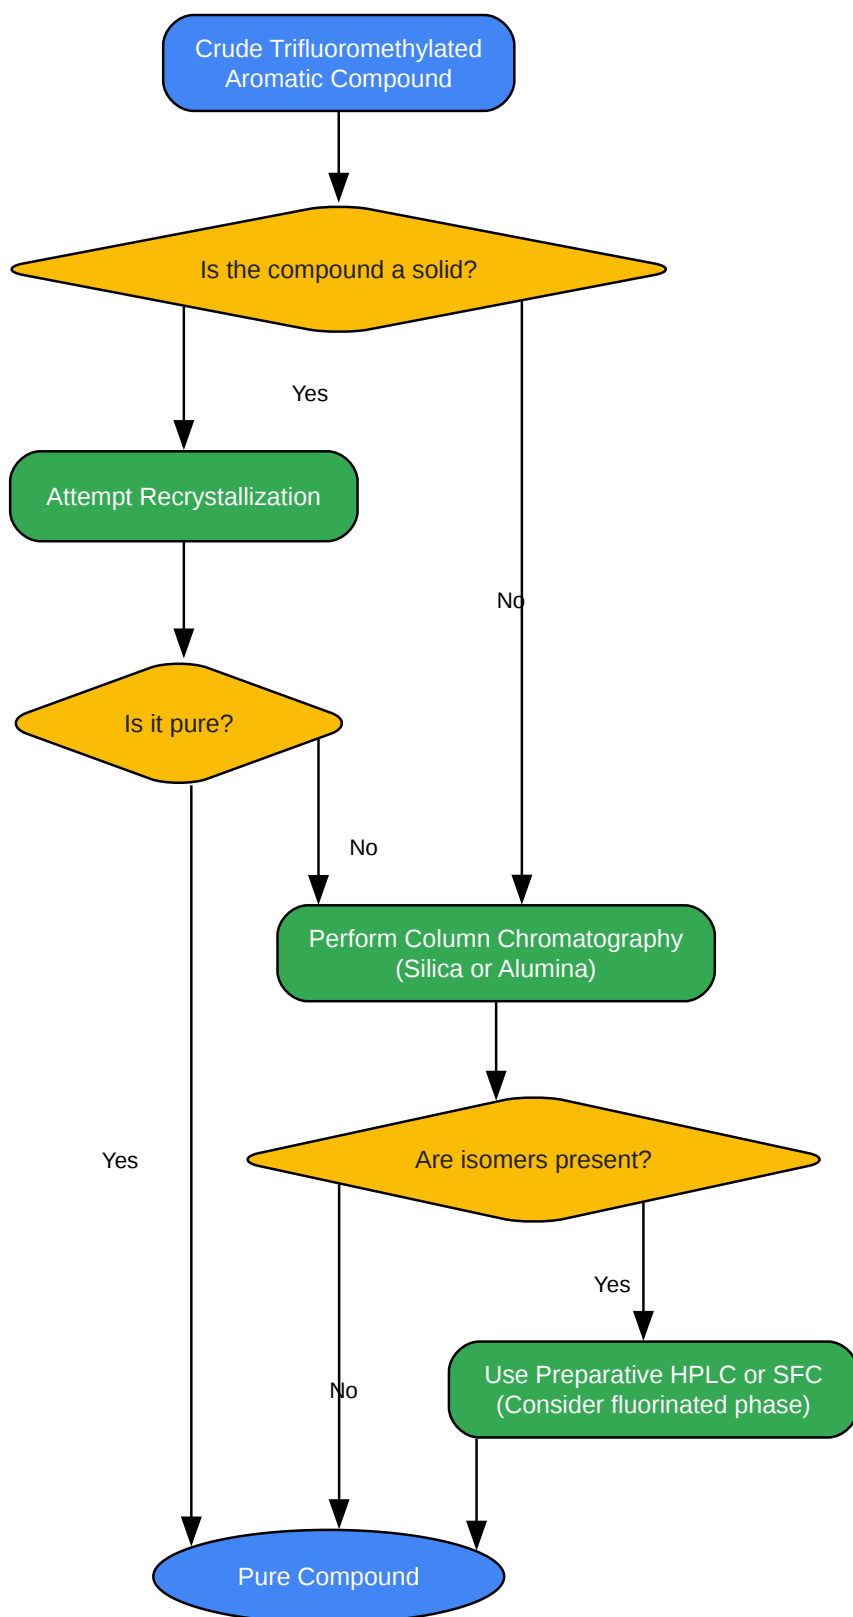 Crude Trifluoromethylated
Aromatic Compound
Is the compound a solid?
Yes
Attempt Recrystallization
No
Is it pure?
No
Perform Column Chromatography
(Silica or Alumina)
Yes
Are isomers present?
Yes
Use Preparative HPLC or SFC
(Consider fluorinated phase)
No
Pure Compound